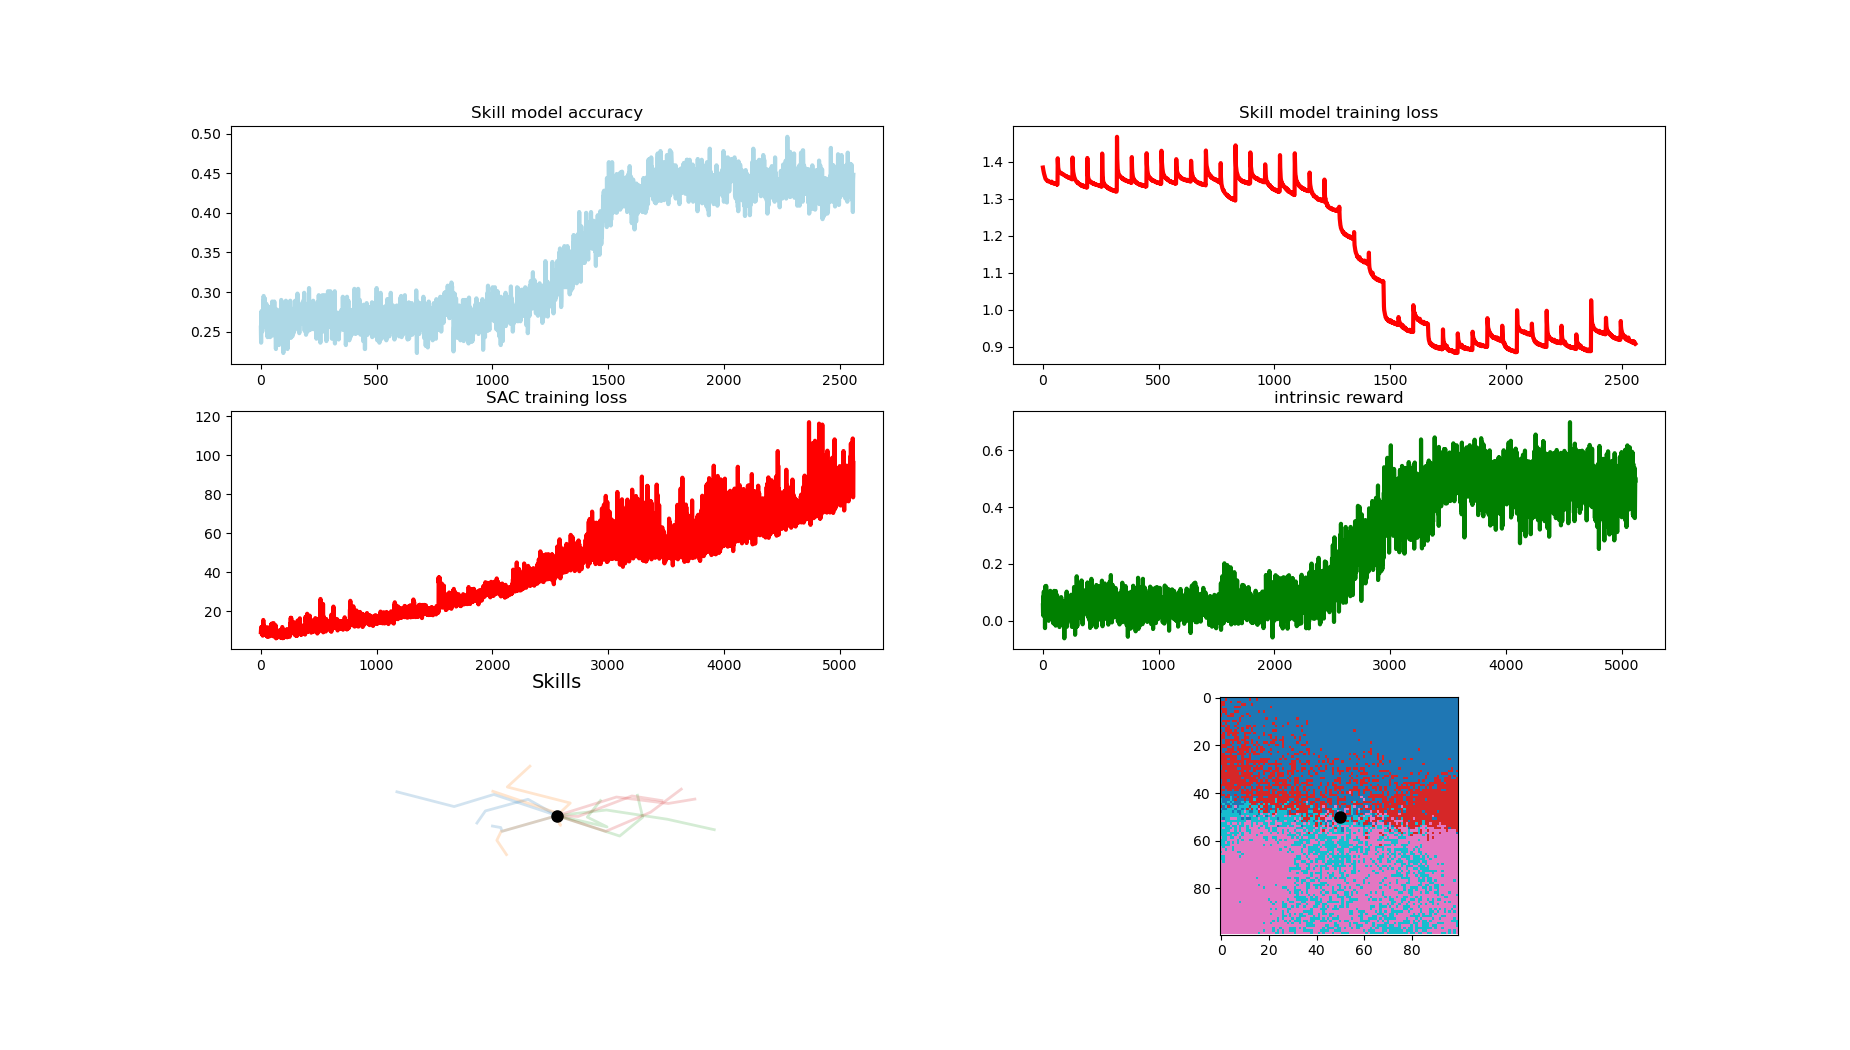 Skill model accuracy
0.50
0.45
0.40
0.35
0.30
0.25
0 500 1000 1500 2000 2500
Skill model training loss
1.4
1.3
1.2
1.1
1.0
0.9
0 500 1000 1500 2000 2500
SAC training loss
120
100
80
60
40
20
0 1000 2000 3000 4000 5000
intrinsic reward
0.6
0.4
0.2
0.0
0 1000 2000 3000 4000 5000
Skills
0
20
40
60
80
0 20 40 60 80